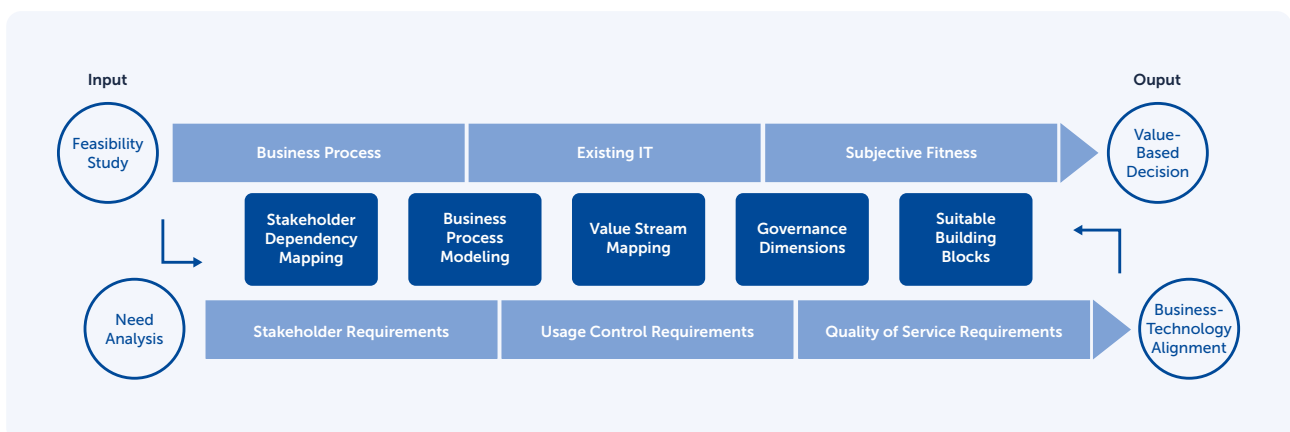 Input
Ouput
Feasibility
Study
Business Process
Existing IT
Subjective Fitness
Value-
Based
Decision
Stakeholder
Dependency
Mapping
Business
Process
Modeling
Value Stream
Mapping
Governance
Dimensions
Suitable
Building
Blocks
Need
Analysis
Stakeholder Requirements
Usage Control Requirements
Quality of Service Requirements
Business-
Technology
Alignment